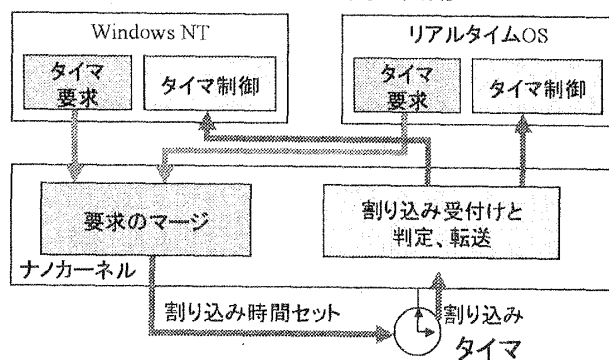 Windows NT
リアルタイムOS
タイマ
要求
タイマ制御
タイマ
要求
タイマ制御
要求のマージ
割り込み受付けと
判定、転送
ナノカーネル
割り込み時間セット
割り込み
タイマ